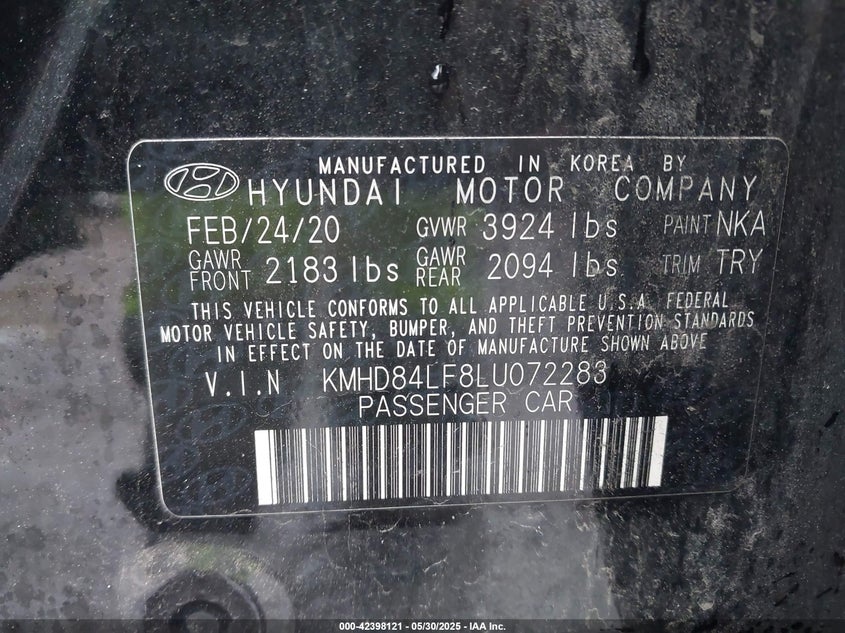 MANUFACTURED IN KOREA BY
HYUNDAI MOTOR COMPANY
FEB/24/20 GVWR 3924 lbs PAINT NKA
GAWR FRONT 2183 lbs GAWR REAR 2094 lbs TRIM TRY
THIS VEHICLE CONFORMS TO ALL APPLICABLE U.S.A. FEDERAL
MOTOR VEHICLE SAFETY, BUMPER, AND THEFT PREVENTION STANDARDS
IN EFFECT ON THE DATE OF MANUFACTURE SHOWN ABOVE
V.I.N KMHD84LF8LU072283
PASSENGER CAR
000-42398121 - 05/30/2025 - IAA Inc.